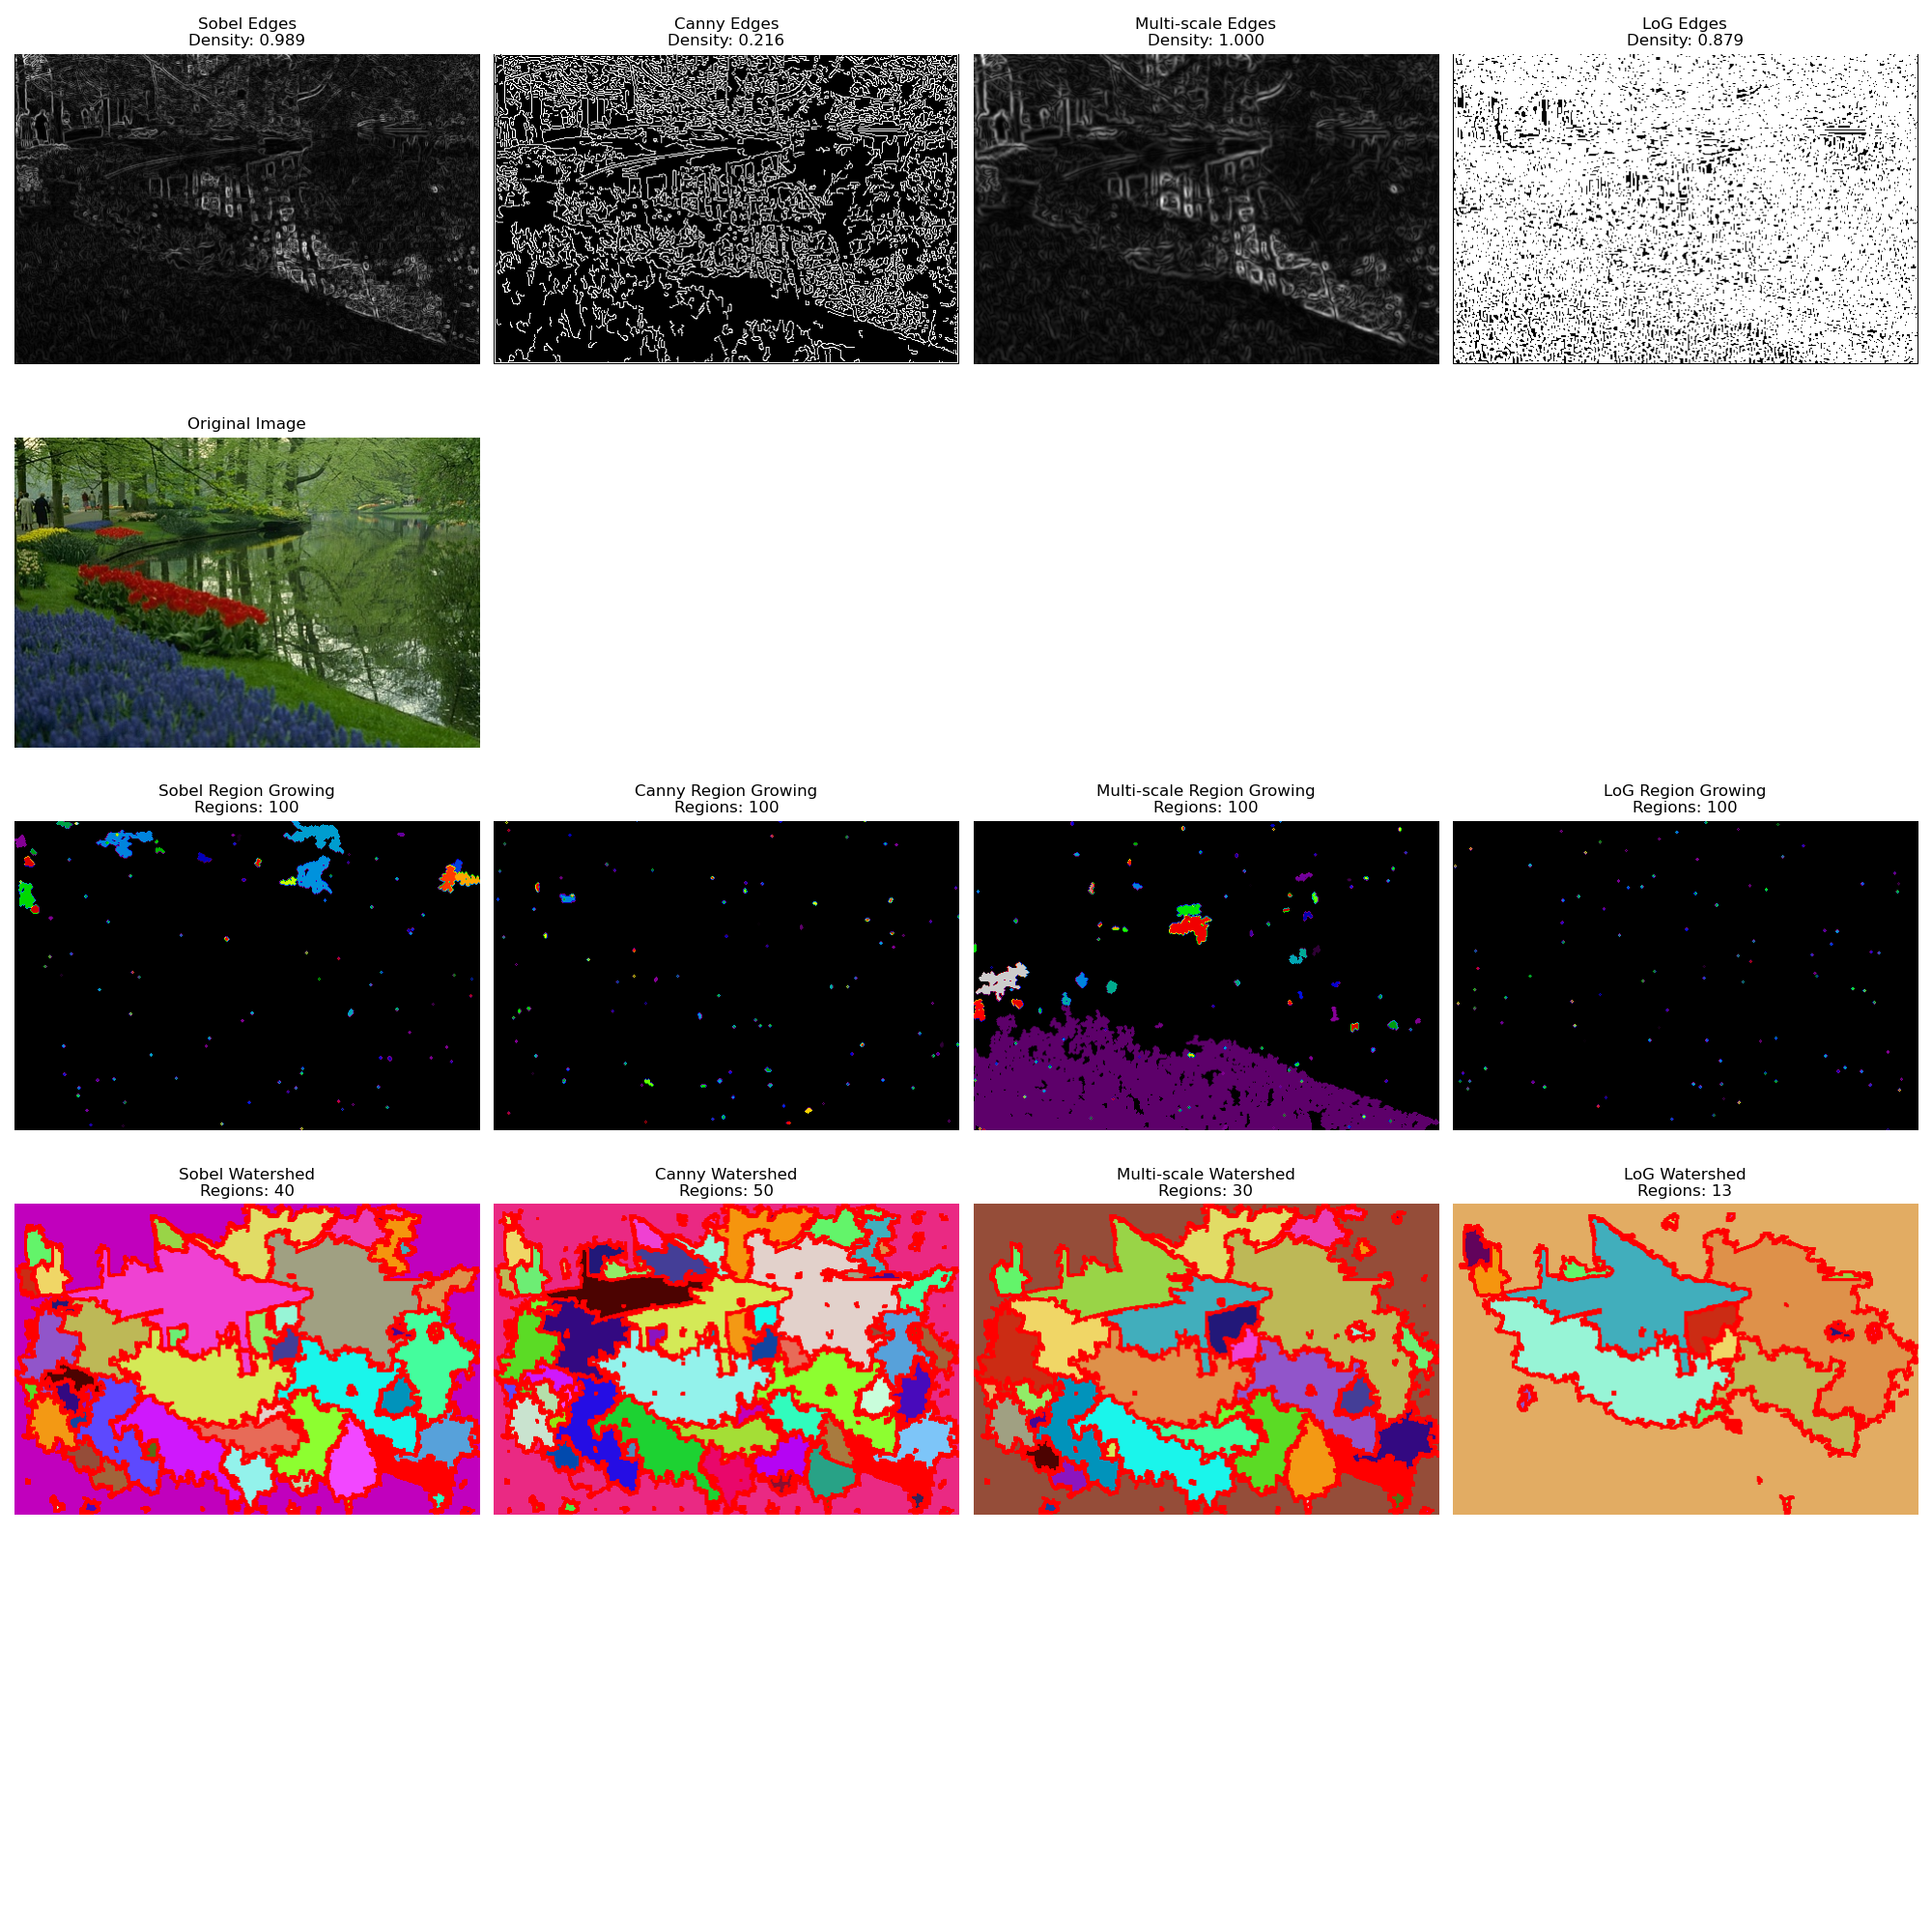 Sobel Edges
Density: 0.989
Canny Edges
Density: 0.216
Multi-scale Edges
Density: 1.000
LoG Edges
Density: 0.879
Original Image
Sobel Region Growing
Regions: 100
Canny Region Growing
Regions: 100
Multi-scale Region Growing
Regions: 100
LoG Region Growing
Regions: 100
Sobel Watershed
Regions: 40
Canny Watershed
Regions: 50
Multi-scale Watershed
Regions: 30
LoG Watershed
Regions: 13